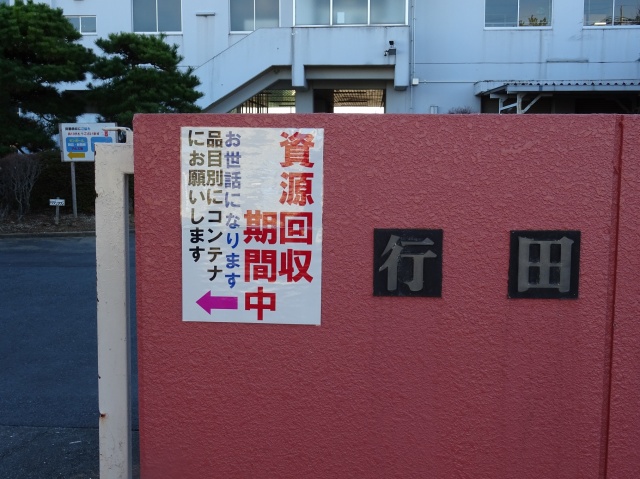 資源回収
期間中
お世話になります
品目別にコンテナ
にお願いします
行田